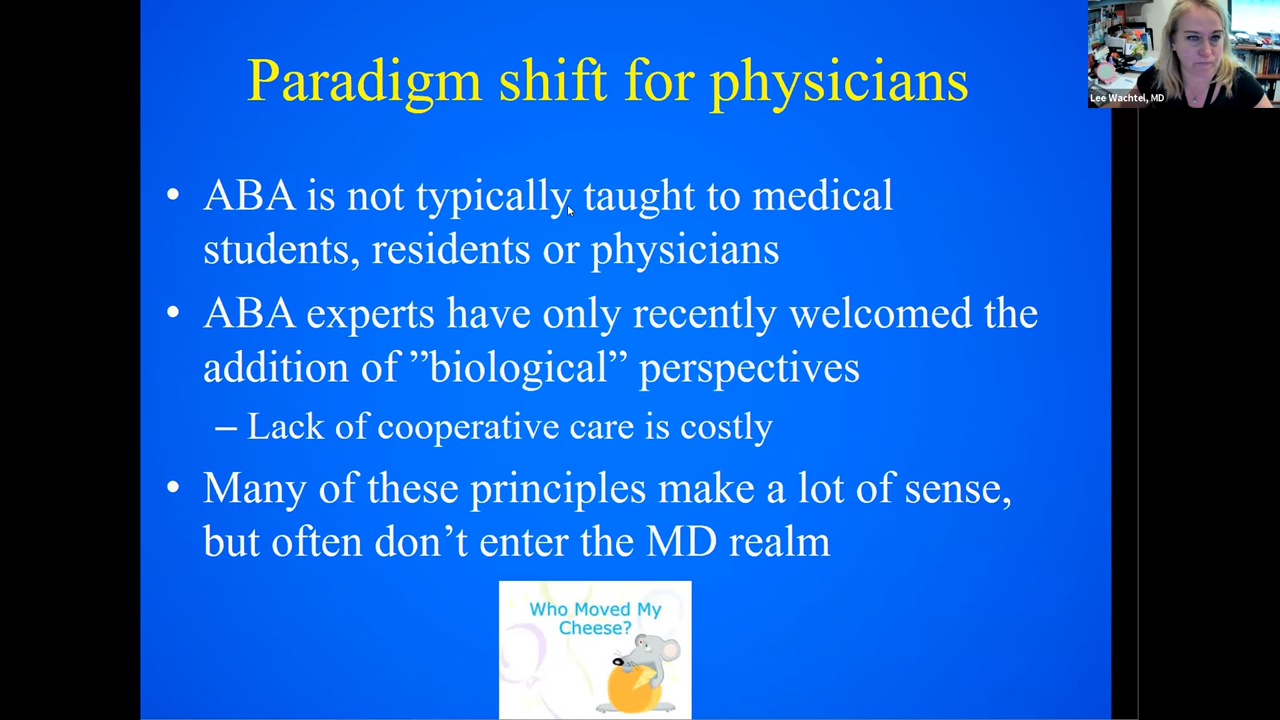 Paradigm shift for physicians
• ABA is not typically taught to medical
students, residents or physicians
• ABA experts have only recently welcomed the
addition of ”biological” perspectives
– Lack of cooperative care is costly
• Many of these principles make a lot of sense,
but often don’t enter the MD realm
Who Moved My
Cheese?
Lee Wachtel, MD